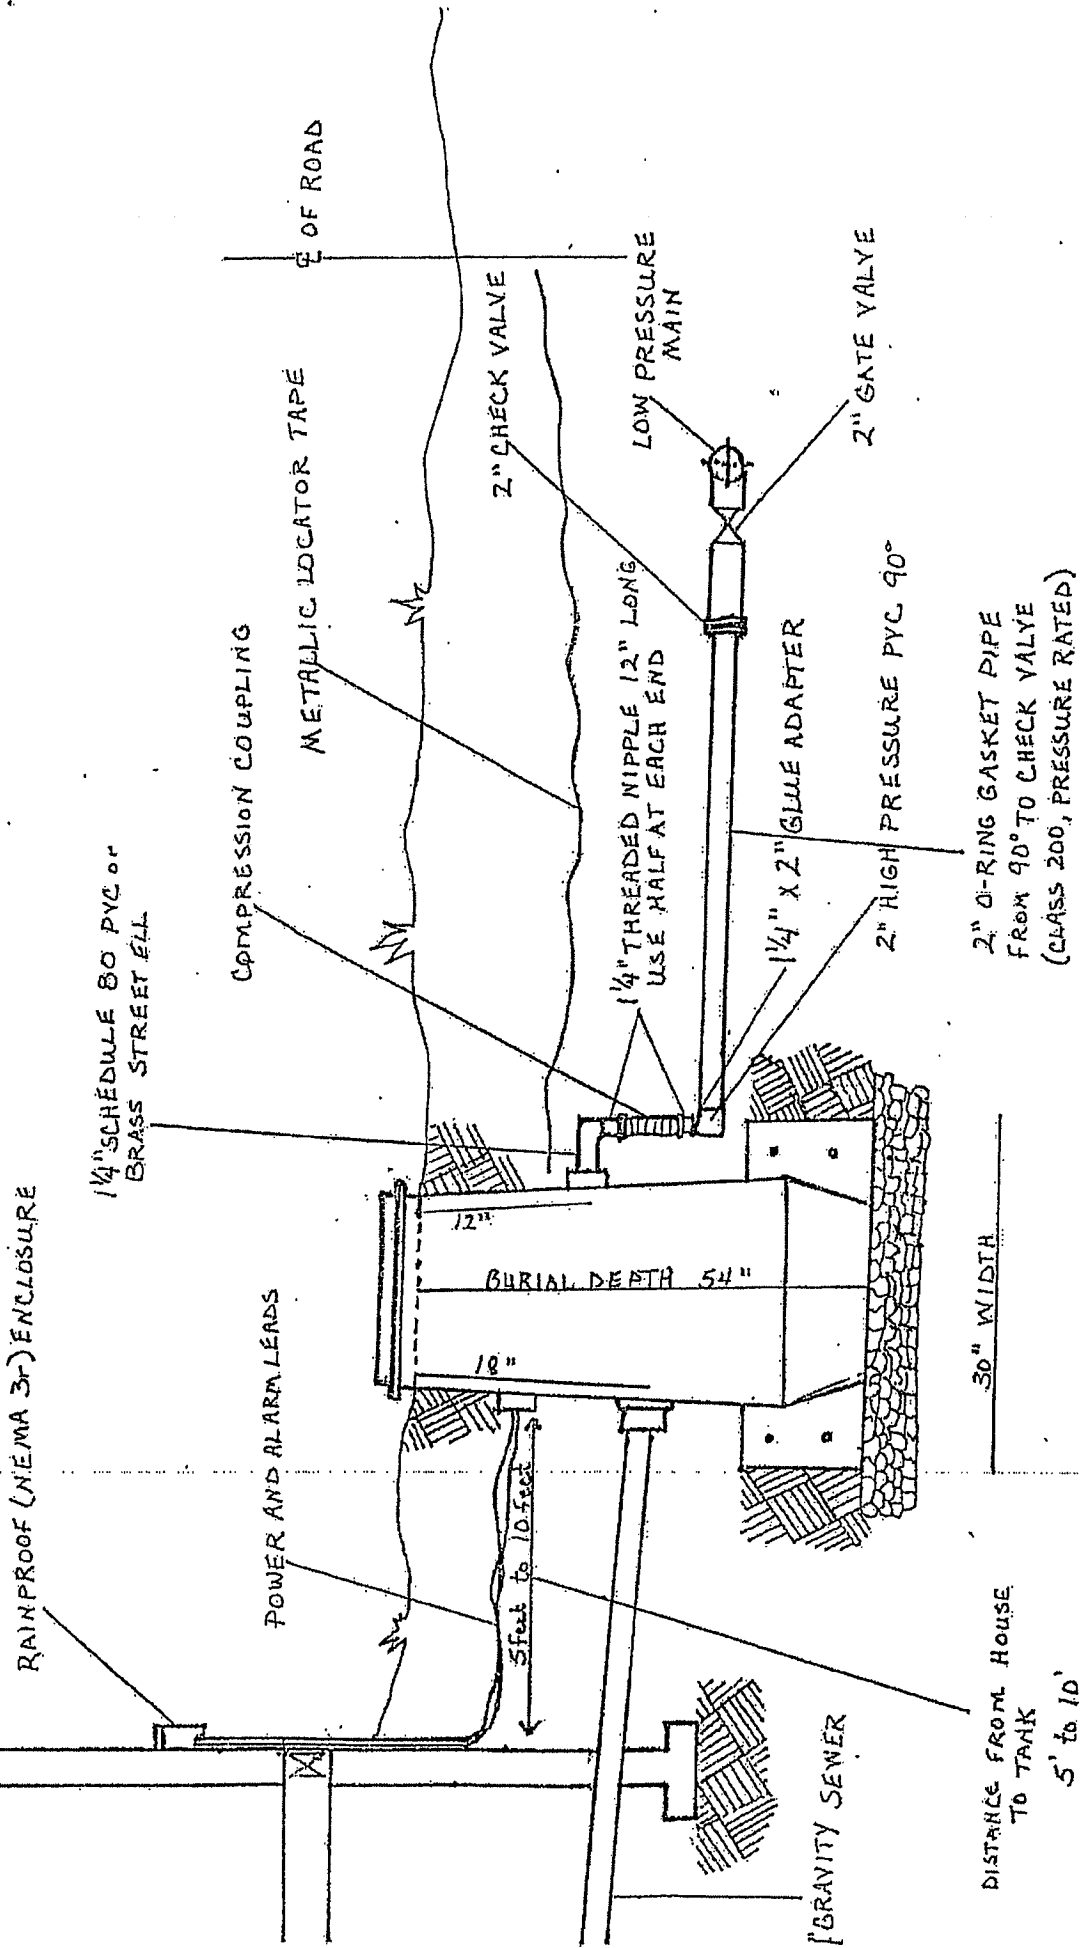 RAINPROOF (NEMA 3r) ENCLOSURE
1¼" SCHEDULE 80 PVC or
BRASS STREET ELL
POWER AND ALARM LEADS
COMPRESSION COUPLING
METALLIC LOCATOR TAPE
℄ OF ROAD
2" CHECK VALVE
LOW PRESSURE
MAIN
2" GATE VALVE
12"
BURIAL DEPTH 54"
18"
5feet to 10feet
1¼" THREADED NIPPLE 12" LONG
USE HALF AT EACH END
1¼" X 2" GLUE ADAPTER
2" HIGH PRESSURE PVC 90°
2" O-RING GASKET PIPE
FROM 90° TO CHECK VALVE
(CLASS 200, PRESSURE RATED)
30" WIDTH
GRAVITY SEWER
DISTANCE FROM HOUSE
TO TANK
5' to 10'